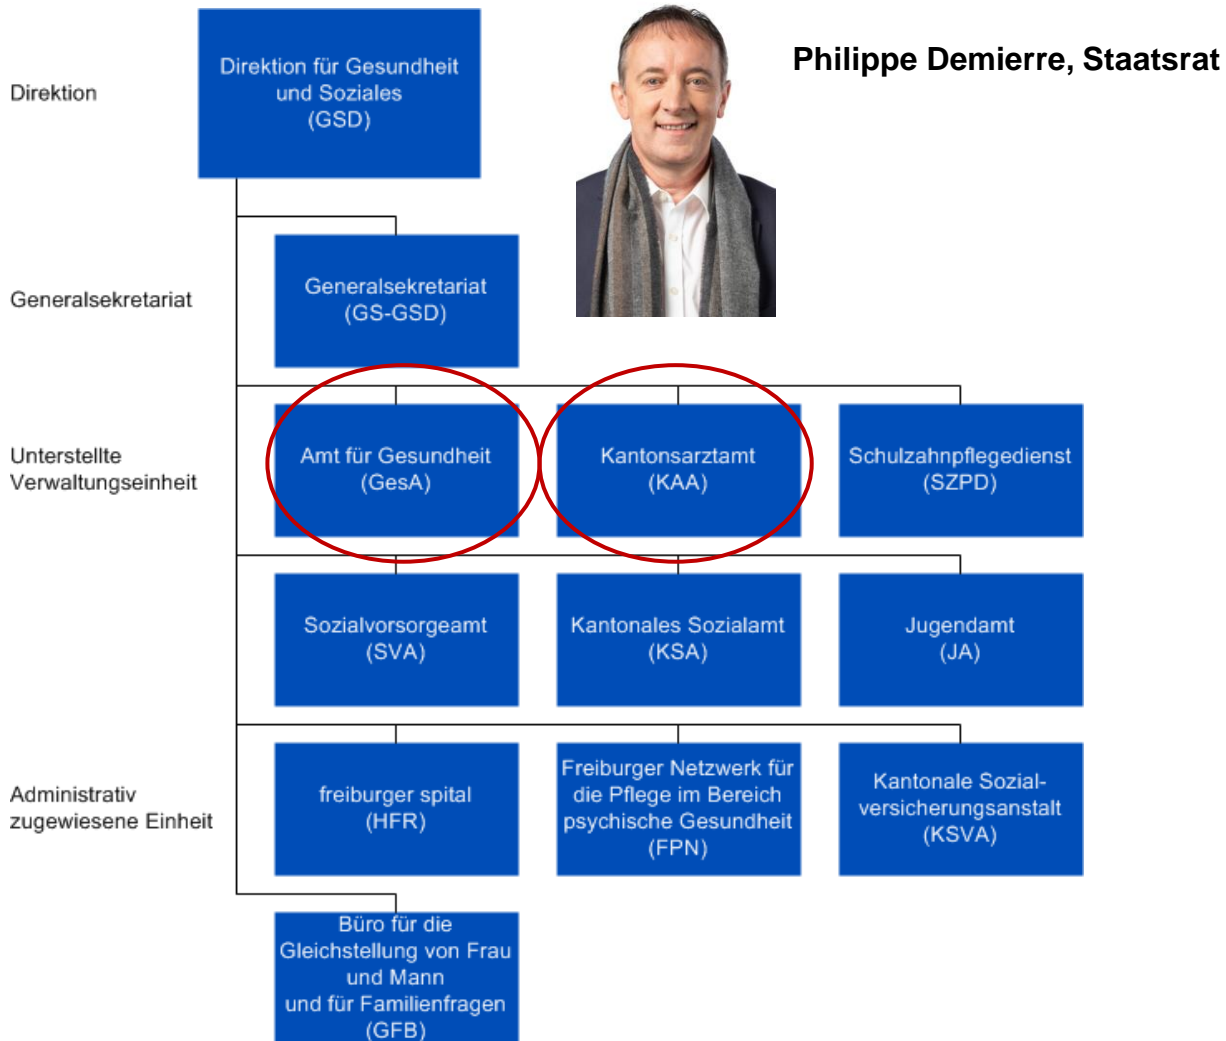 Philippe Demierre, Staatsrat
Direktion
Direktion für Gesundheit
und Soziales
(GSD)
Generalsekretariat
Generalsekretariat
(GS-GSD)
Unterstellte
Verwaltungseinheit
Amt für Gesundheit
(GesA)
Kantonsarztamt
(KAA)
Schulzahnpflegedienst
(SZPD)
Sozialvorsorgeamt
(SVA)
Kantonales Sozialamt
(KSA)
Jugendamt
(JA)
Administrativ
zugewiesene Einheit
freiburger spital
(HFR)
Freiburger Netzwerk für
die Pflege im Bereich
psychische Gesundheit
(FPN)
Kantonale Sozial-
versicherungsanstalt
(KSVA)
Büro für die
Gleichstellung von Frau
und Mann
und für Familienfragen
(GFB)